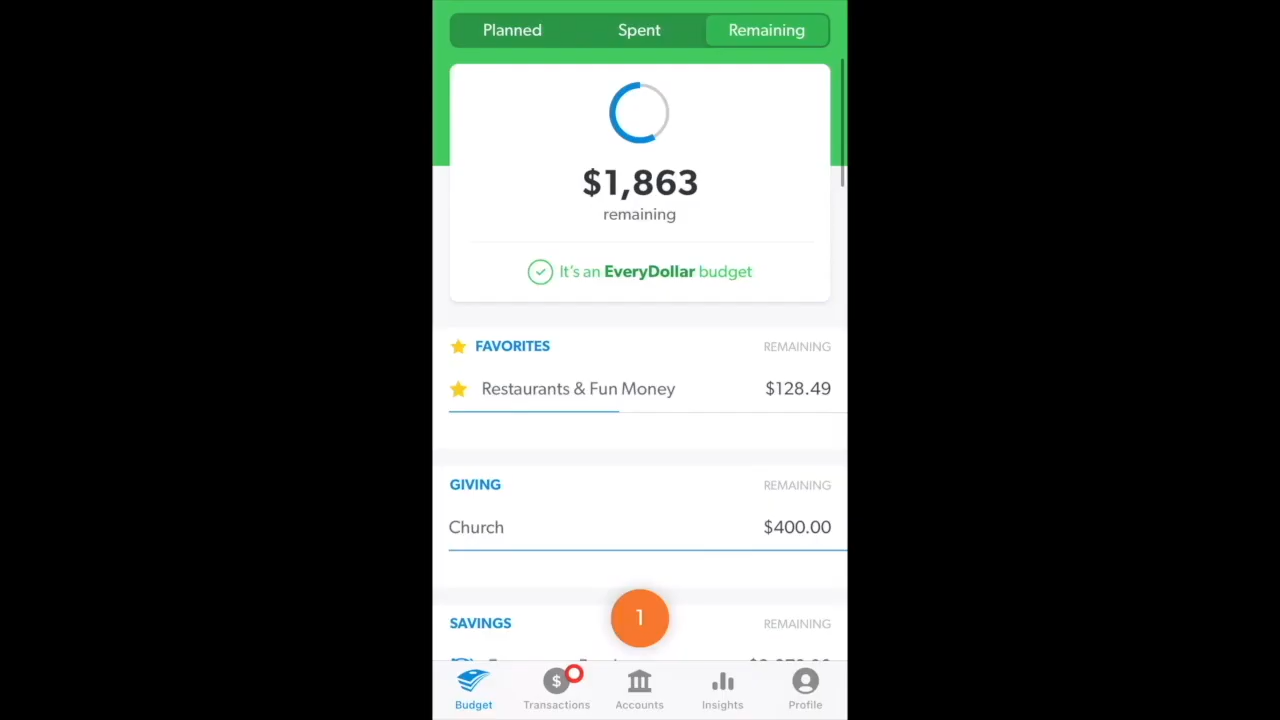 Planned Spent Remaining
$1,863
remaining
It's an EveryDollar budget
FAVORITES REMAINING
Restaurants & Fun Money $128.49
GIVING REMAINING
Church $400.00
1
SAVINGS REMAINING
$
Budget Transactions Accounts Insights Profile